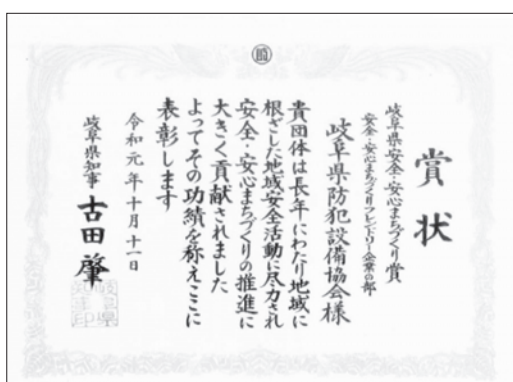 賞状
岐阜県安全・安心まちづくり賞
安全・安心まちづくりフレンドリー企業の部
岐阜県防犯設備協会様
貴団体は長年にわたり地域に
根ざした地域安全活動に尽力され
安全・安心まちづくりの推進に
大きく貢献されました
よってその功績を称えここに
表彰します
令和元年十月十一日
岐阜県知事 古田肇